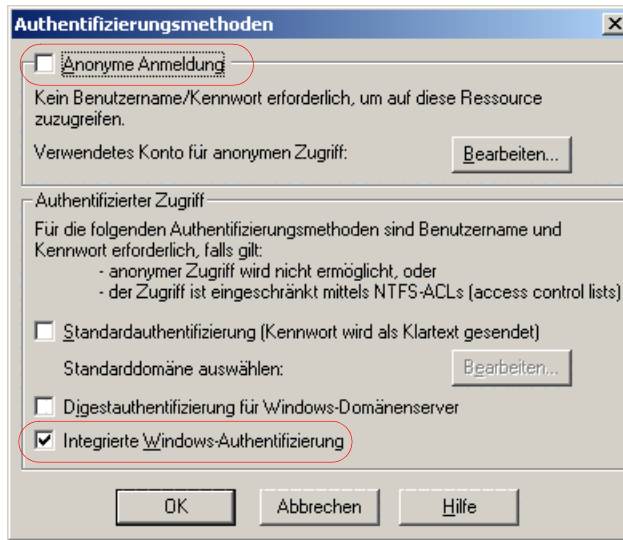 Authentifizierungsmethoden
Anonyme Anmeldung
Kein Benutzername/Kennwort erforderlich, um auf diese Ressource
zuzugreifen.
Verwendetes Konto für anonymen Zugriff:
Bearbeiten...
Authentifizierter Zugriff
Für die folgenden Authentifizierungsmethoden sind Benutzername und
Kennwort erforderlich, falls gilt:
- anonymer Zugriff wird nicht ermöglicht, oder
- der Zugriff ist eingeschränkt mittels NTFS-ACLs (access control lists)
Standardauthentifizierung (Kennwort wird als Klartext gesendet)
Standarddomäne auswählen:
Bearbeiten...
Digestauthentifizierung für Windows-Domänenserver
Integrierte Windows-Authentifizierung
OK
Abbrechen
Hilfe